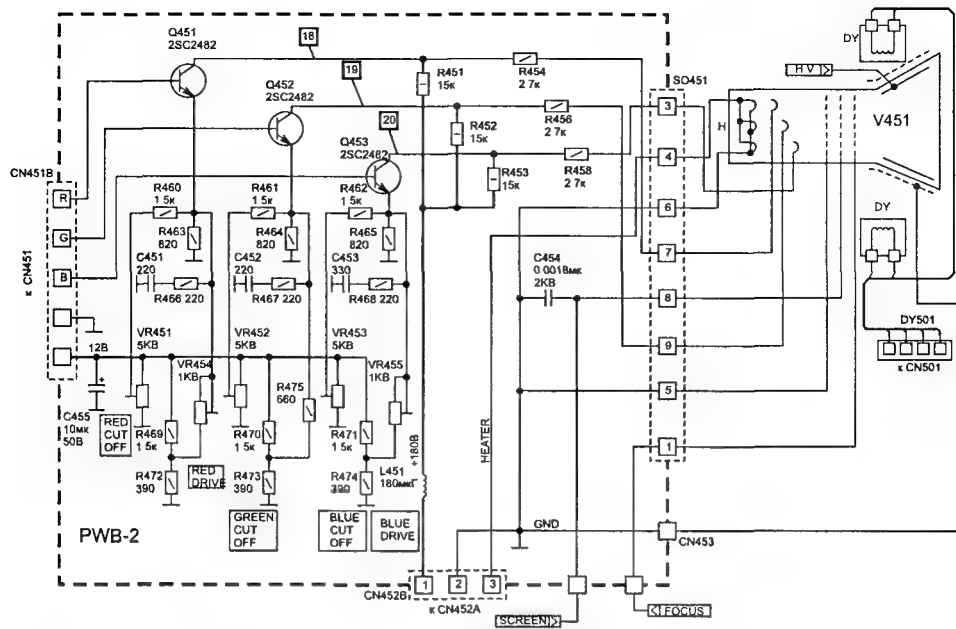 Q451
2SC2482
18
R451
15к
R454
2 7к
Q452
2SC2482
19
R452
15к
R456
2 7к
Q453
2SC2482
20
R453
15к
R458
2 7к
SO451
3
4
6
7
8
9
5
1
DY
HV
V451
H
DY
DY501
к CN501
CN451B
к CN451
R
G
B
R460
1 5к
R461
1 5к
R462
1 5к
R463
820
R464
820
R465
820
C451
220
C452
220
C453
330
R466 220
R467 220
R468 220
C454
0 0018мк
2КВ
VR451
5КВ
VR452
5КВ
VR453
5КВ
12В
VR454
1КВ
VR455
1КВ
R475
660
C455
10мк
50В
RED
CUT
OFF
R469
1 5к
R470
1 5к
R471
1 5к
+180В
HEATER
R472
390
RED
DRIVE
R473
390
R474
390
L451
180мкГ
GREEN
CUT
OFF
BLUE
CUT
OFF
BLUE
DRIVE
PWB-2
GND
CN453
CN452B
1
2
3
к CN452A
SCREEN
FOCUS